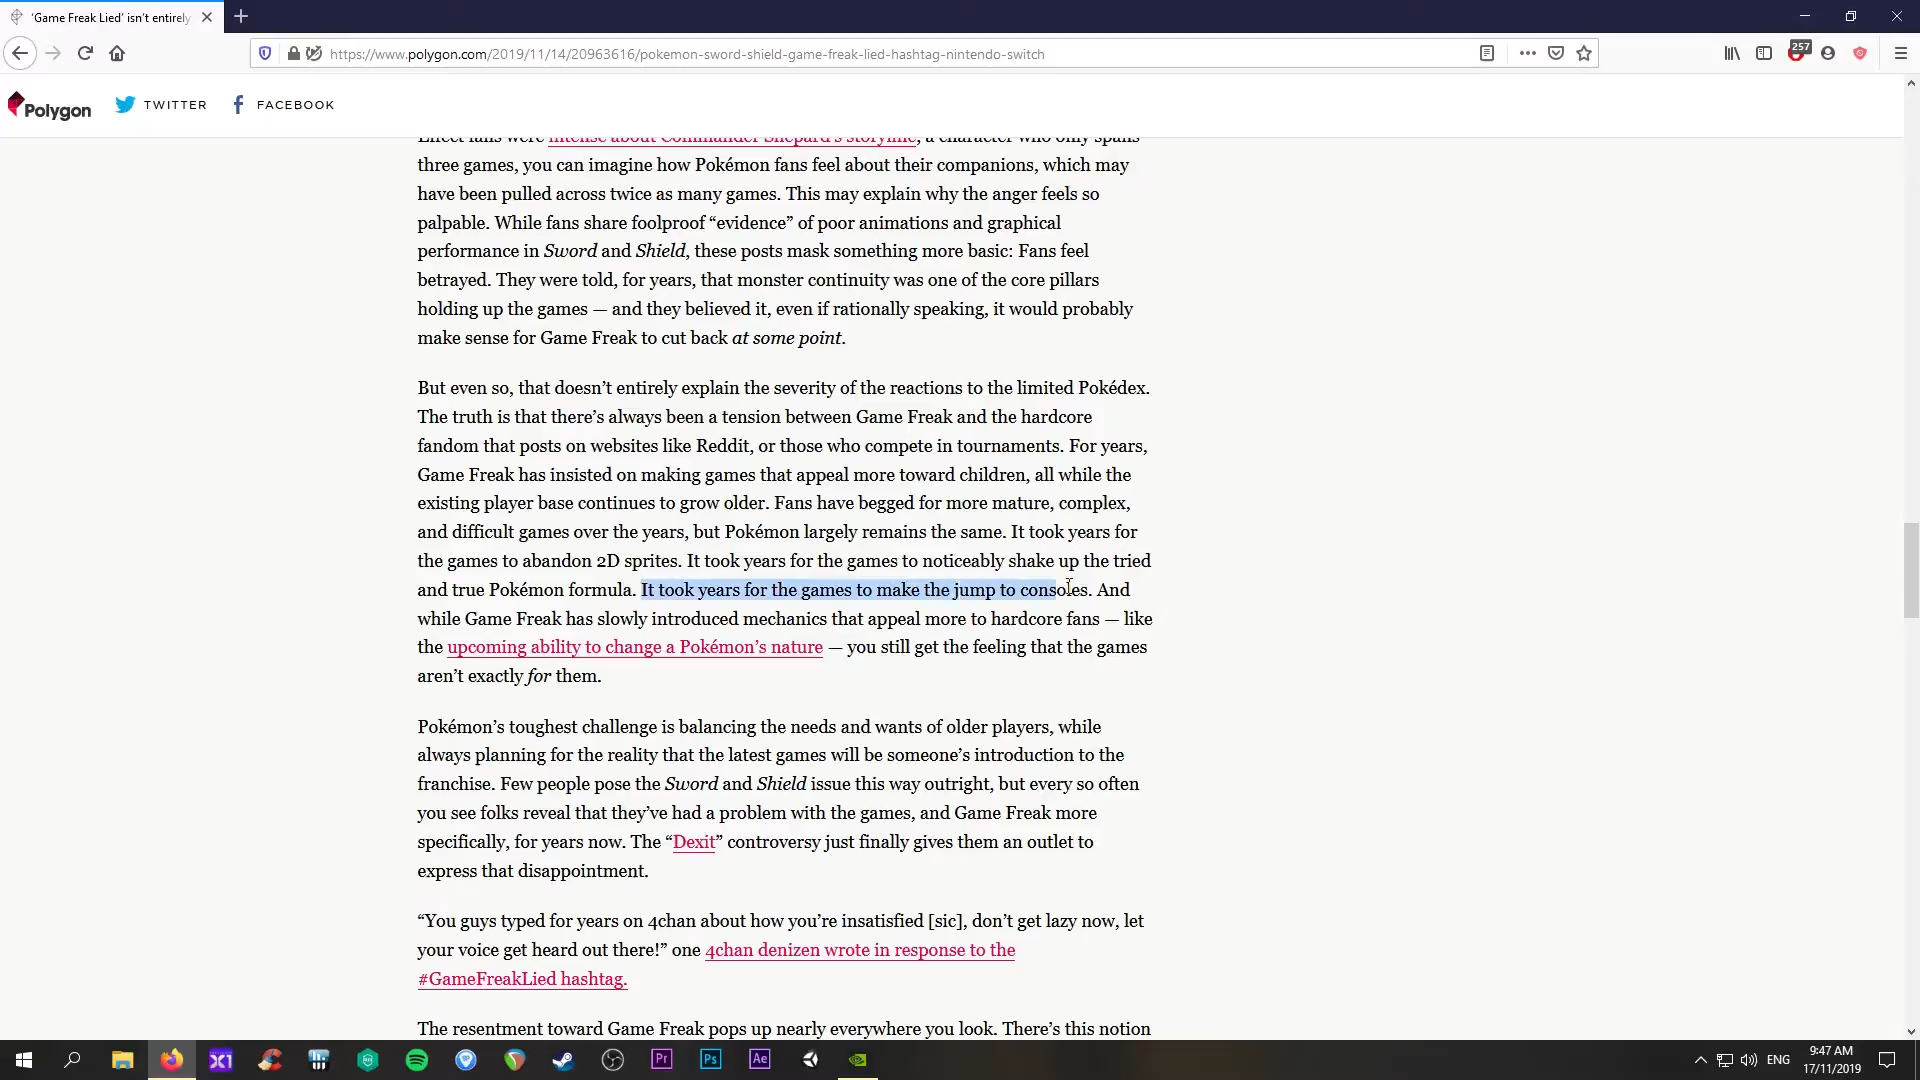 'Game Freak Lied' isn't entirely
https://www.polygon.com/2019/11/14/20963616/pokemon-sword-shield-game-freak-lied-hashtag-nintendo-switch
257
Polygon
TWITTER
FACEBOOK
Effect fans were intense about Commander Shepard's storyline, a character who only spans
three games, you can imagine how Pokémon fans feel about their companions, which may
have been pulled across twice as many games. This may explain why the anger feels so
palpable. While fans share foolproof “evidence” of poor animations and graphical
performance in Sword and Shield, these posts mask something more basic: Fans feel
betrayed. They were told, for years, that monster continuity was one of the core pillars
holding up the games — and they believed it, even if rationally speaking, it would probably
make sense for Game Freak to cut back at some point.
But even so, that doesn’t entirely explain the severity of the reactions to the limited Pokédex.
The truth is that there’s always been a tension between Game Freak and the hardcore
fandom that posts on websites like Reddit, or those who compete in tournaments. For years,
Game Freak has insisted on making games that appeal more toward children, all while the
existing player base continues to grow older. Fans have begged for more mature, complex,
and difficult games over the years, but Pokémon largely remains the same. It took years for
the games to abandon 2D sprites. It took years for the games to noticeably shake up the tried
and true Pokémon formula. It took years for the games to make the jump to consoles. And
while Game Freak has slowly introduced mechanics that appeal more to hardcore fans — like
the upcoming ability to change a Pokémon’s nature — you still get the feeling that the games
aren’t exactly for them.
Pokémon’s toughest challenge is balancing the needs and wants of older players, while
always planning for the reality that the latest games will be someone’s introduction to the
franchise. Few people pose the Sword and Shield issue this way outright, but every so often
you see folks reveal that they’ve had a problem with the games, and Game Freak more
specifically, for years now. The “Dexit” controversy just finally gives them an outlet to
express that disappointment.
“You guys typed for years on 4chan about how you’re insatisfied [sic], don’t get lazy now, let
your voice get heard out there!” one 4chan denizen wrote in response to the
#GameFreakLied hashtag.
The resentment toward Game Freak pops up nearly everywhere you look. There’s this notion
X1
Pr
Ps
Ae
ENG
9:47 AM
17/11/2019